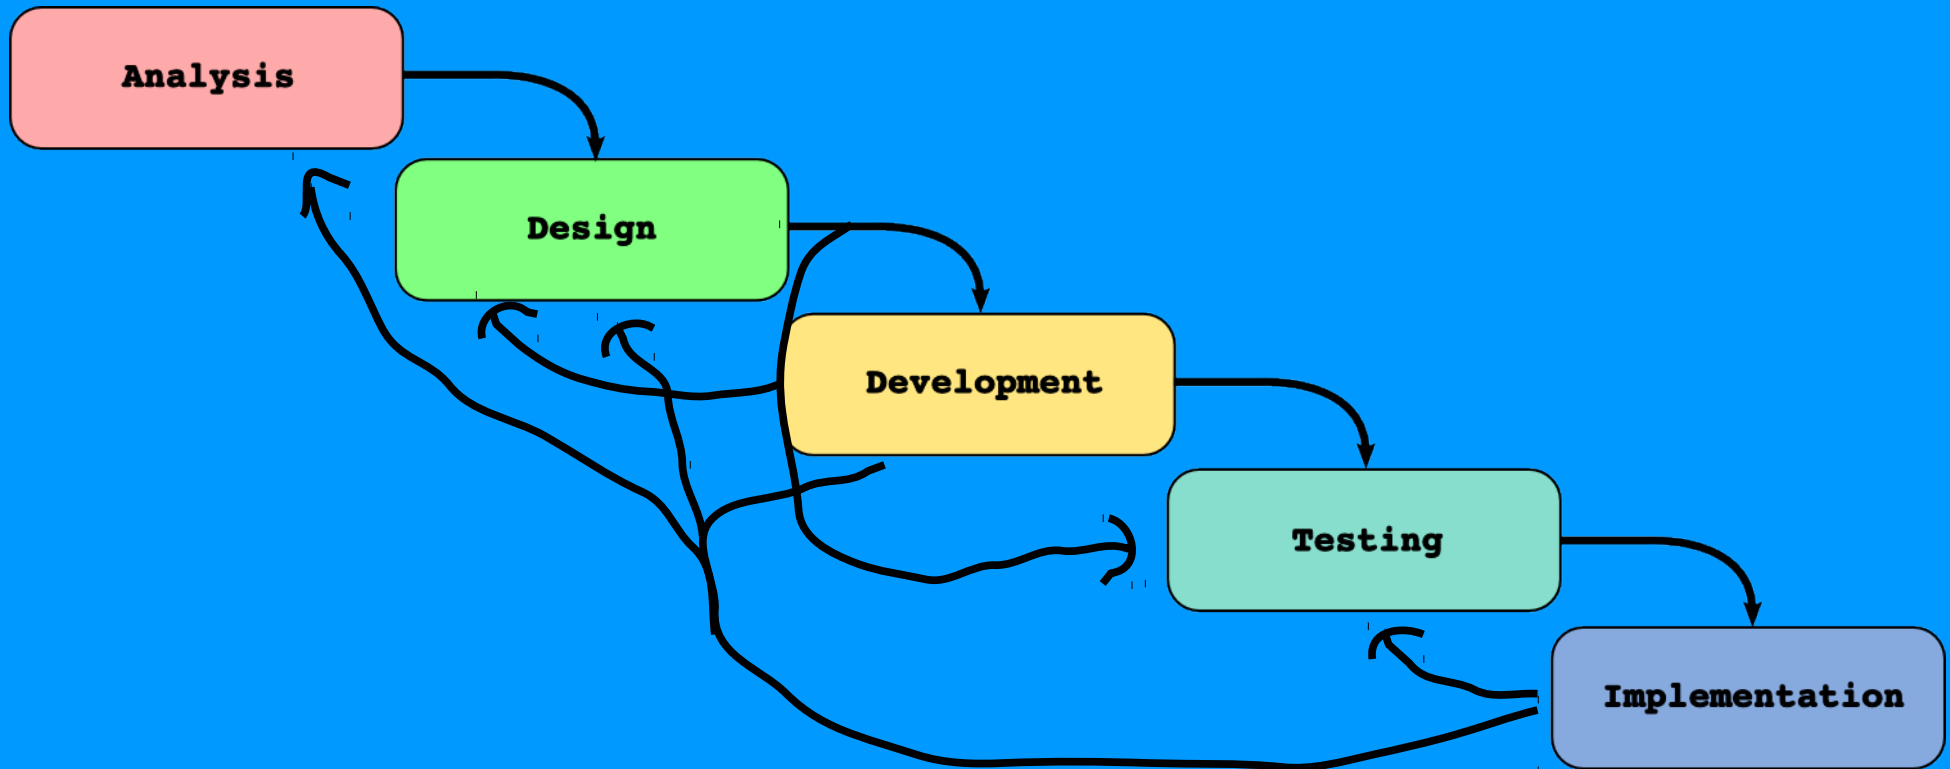 Analysis
Design
Development
Testing
Implementation